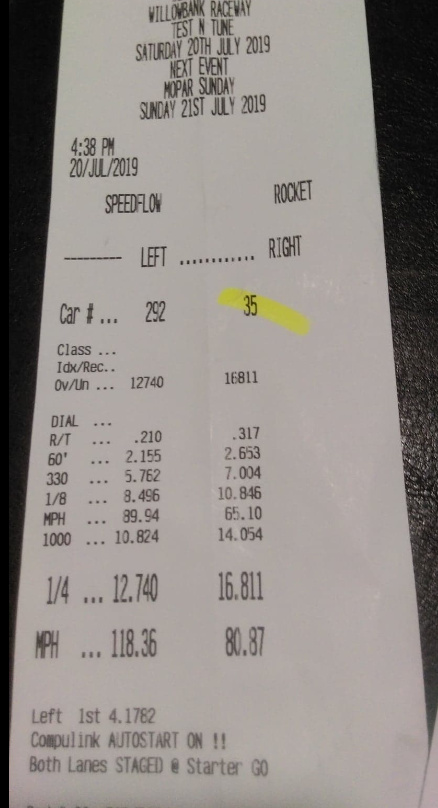 WILLOWBANK RACEWAY
TEST N TUNE
SATURDAY 20TH JULY 2019
NEXT EVENT
MOPAR SUNDAY
SUNDAY 21ST JULY 2019
4:38 PM
20/JUL/2019
SPEEDFLOW ROCKET
--------- LEFT ............ RIGHT
Car # ... 292 35
Class ...
Idx/Rec..
Ov/Un ... 12740 16811
DIAL ...
R/T ... .210 .317
60' ... 2.155 2.653
330 ... 5.762 7.004
1/8 ... 8.496 10.846
MPH ... 89.94 65.10
1000 ... 10.824 14.054
1/4 ... 12.740 16.811
MPH ... 118.36 80.87
Left 1st 4.1782
Compulink AUTOSTART ON !!
Both Lanes STAGED @ Starter GO